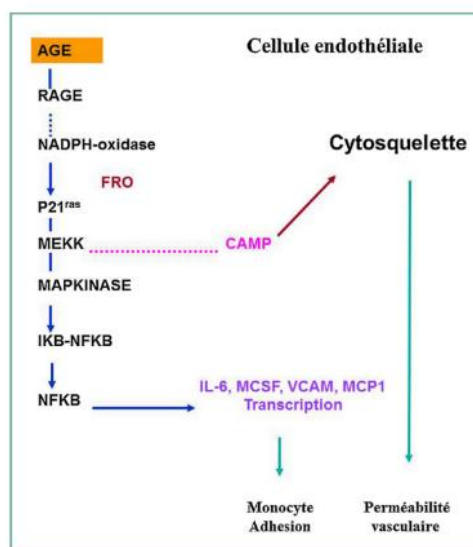 AGE
Cellule endothéliale
RAGE
NADPH-oxidase
Cytosquelette
FRO
P21ras
MEKK
CAMP
MAPKINASE
IKB-NFKB
IL-6, MCSF, VCAM, MCP1
Transcription
NFKB
Monocyte
Adhesion
Perméabilité
vasculaire